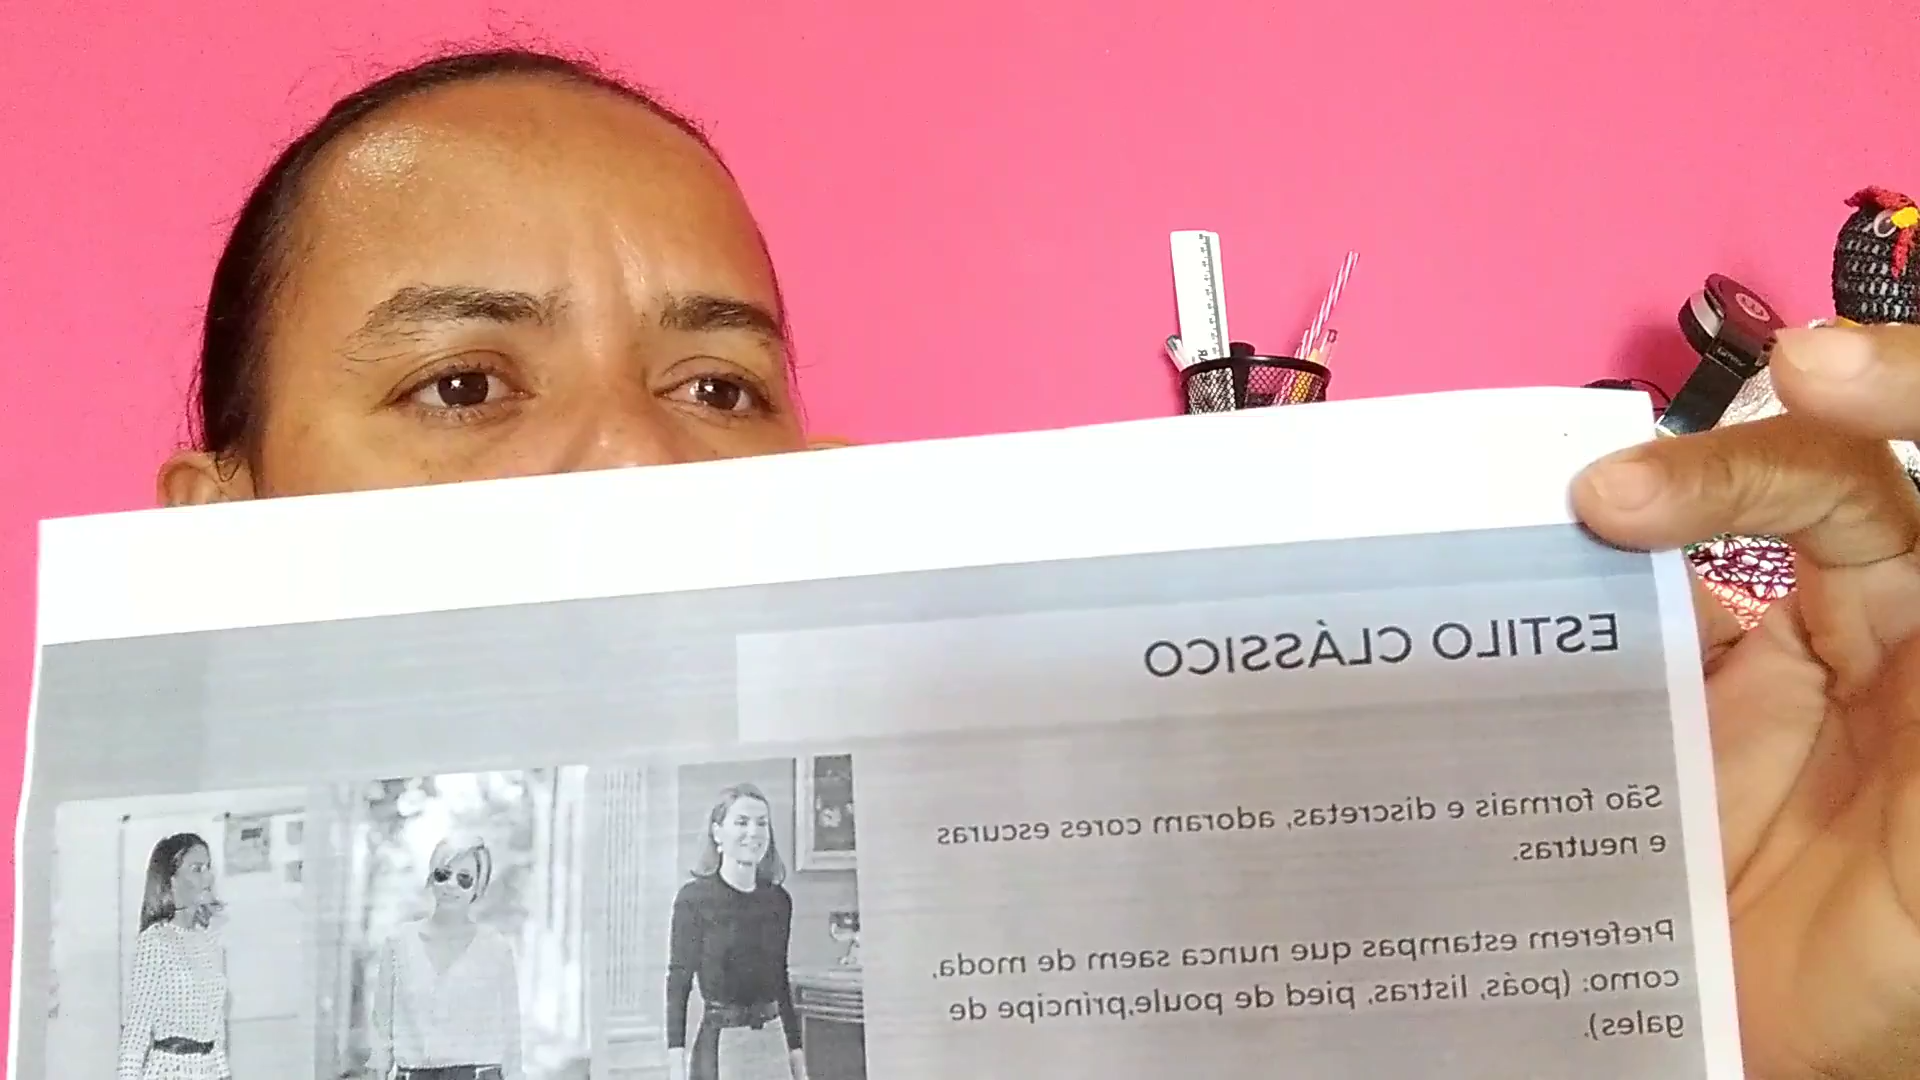 ESTILO CLÁSSICO
São formais e discretas, adoram cores escuras
e neutras.
Preferem estampas que nunca saem de moda,
como: (poás, listras, pied de poule,príncipe de
gales).